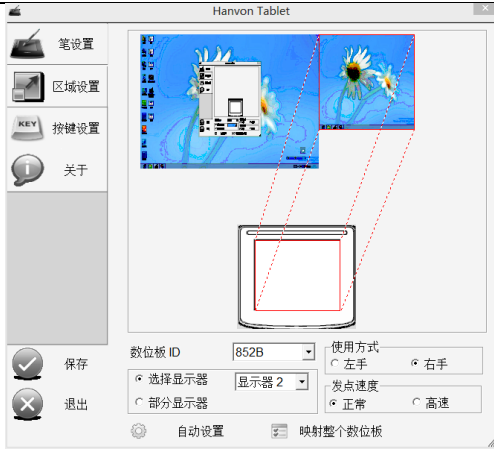 Hanvon Tablet
笔设置
区域设置
KEY 按键设置
关于
数位板 ID 852B
使用方式
左手 右手
选择显示器 显示器 2
部分显示器
发点速度
正常 高速
保存
退出
自动设置 映射整个数位板